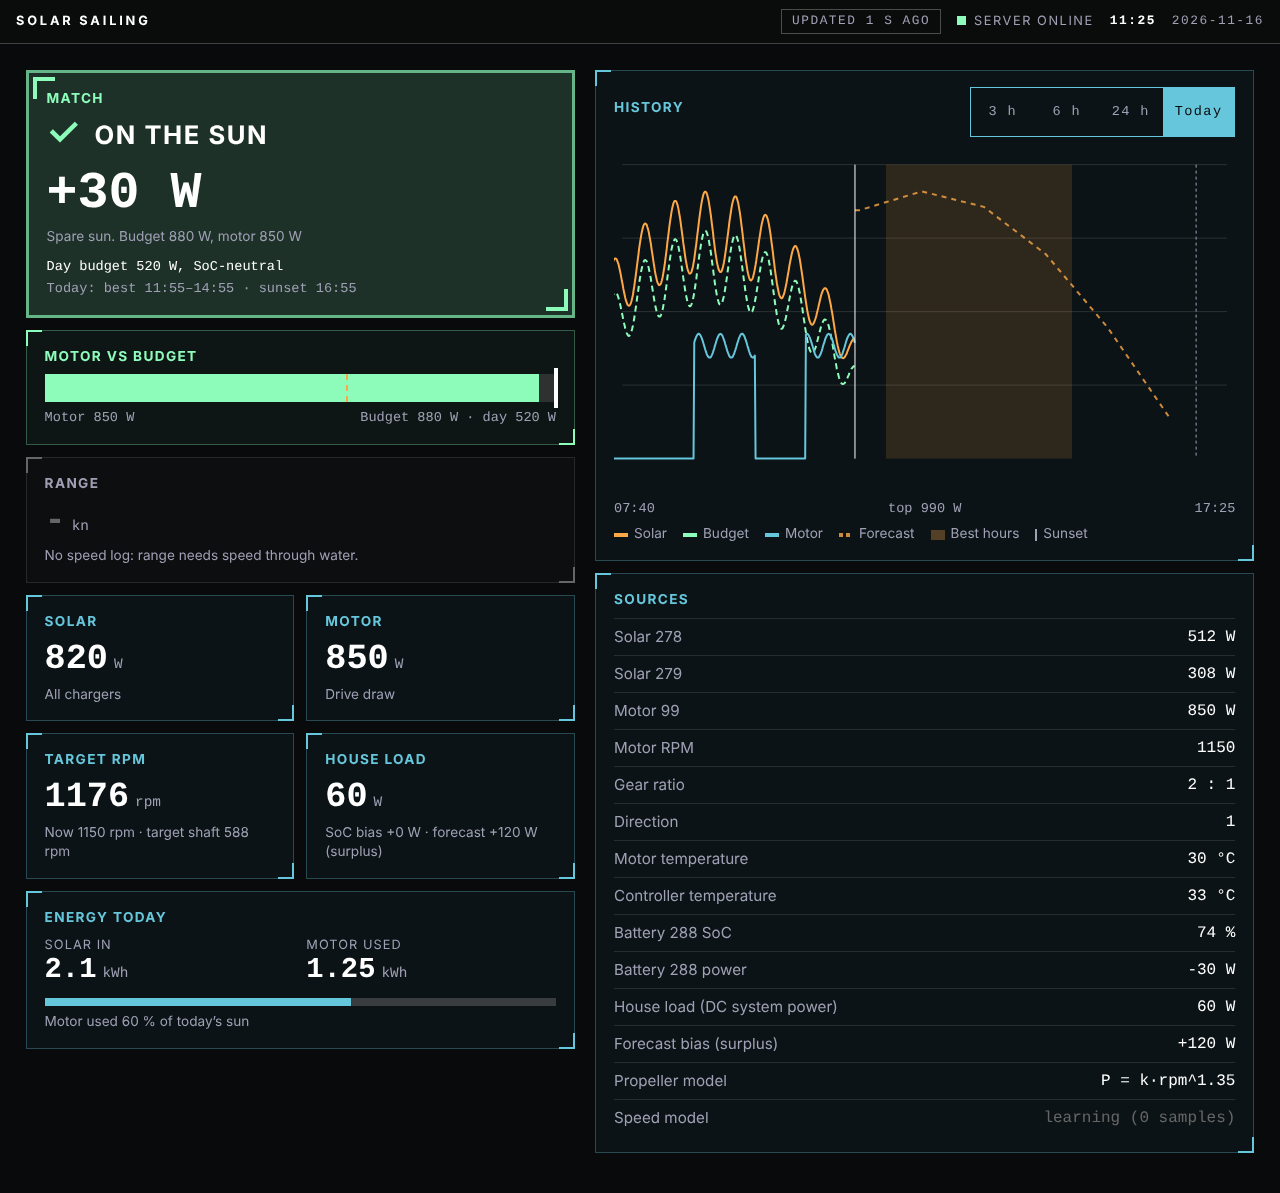 SOLAR SAILING
UPDATED 1 S AGO
SERVER ONLINE
11:25
2026-11-16
MATCH
ON THE SUN
+30 W
Spare sun. Budget 880 W, motor 850 W
Day budget 520 W, SoC-neutral
Today: best 11:55–14:55 · sunset 16:55
MOTOR VS BUDGET
Motor 850 W
Budget 880 W · day 520 W
RANGE
– kn
No speed log: range needs speed through water.
SOLAR
820 W
All chargers
MOTOR
850 W
Drive draw
TARGET RPM
1176 rpm
Now 1150 rpm · target shaft 588
rpm
HOUSE LOAD
60 W
SoC bias +0 W · forecast +120 W
(surplus)
ENERGY TODAY
SOLAR IN
2.1 kWh
MOTOR USED
1.25 kWh
Motor used 60 % of today’s sun
HISTORY
3 h
6 h
24 h
Today
07:40
top 990 W
17:25
Solar
Budget
Motor
Forecast
Best hours
Sunset
SOURCES
Solar 278 512 W
Solar 279 308 W
Motor 99 850 W
Motor RPM 1150
Gear ratio 2 : 1
Direction 1
Motor temperature 30 °C
Controller temperature 33 °C
Battery 288 SoC 74 %
Battery 288 power -30 W
House load (DC system power) 60 W
Forecast bias (surplus) +120 W
Propeller model P = k·rpm^1.35
Speed model learning (0 samples)